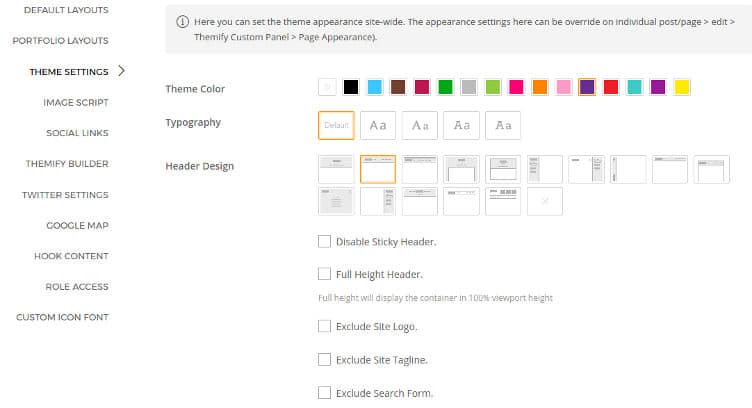 DEFAULT LAYOUTS
PORTFOLIO LAYOUTS
THEME SETTINGS
IMAGE SCRIPT
SOCIAL LINKS
THEMIFY BUILDER
TWITTER SETTINGS
GOOGLE MAP
HOOK CONTENT
ROLE ACCESS
CUSTOM ICON FONT
Here you can set the theme appearance site-wide. The appearance settings here can be override on individual post/page > edit >
Themify Custom Panel > Page Appearance).
Theme Color
Typography
Default
Aa
Aa
Aa
Aa
Header Design
Disable Sticky Header.
Full Height Header.
Full height will display the container in 100% viewport height
Exclude Site Logo.
Exclude Site Tagline.
Exclude Search Form.